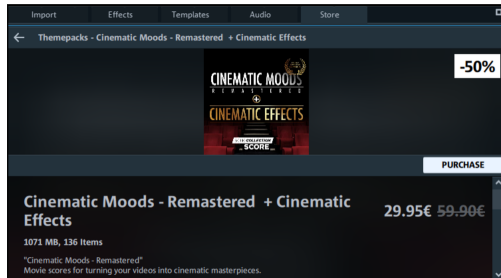 Import Effects Templates Audio Store
Themepacks - Cinematic Moods - Remastered + Cinematic Effects
-50%
CINEMATIC MOODS
REMASTERED
CINEMATIC EFFECTS
COLLECTION
SCORE
PURCHASE
Cinematic Moods - Remastered + Cinematic
Effects
29.95€ 59.90€
1071 MB, 136 Items
"Cinematic Moods - Remastered"
Movie scores for turning your videos into cinematic masterpieces.